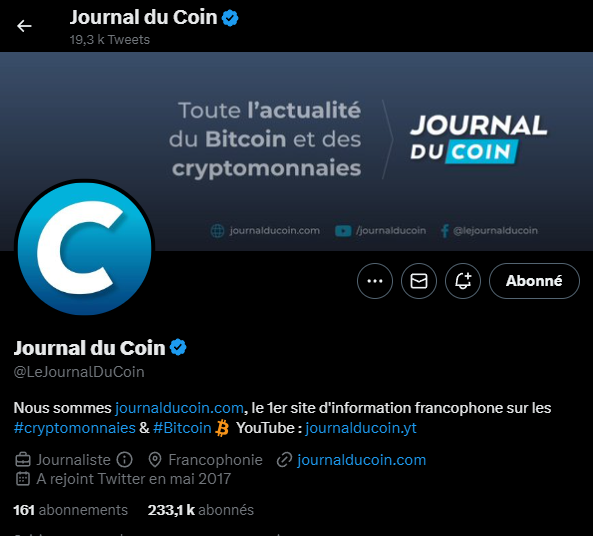 Journal du Coin
19,3 k Tweets
Toute l'actualité
du Bitcoin et des
cryptomonnaies
JOURNAL
DU COIN
journalducoin.com /journalducoin @lejournalducoin
C
Abonné
Journal du Coin
@LeJournalDuCoin
Nous sommes journalducoin.com, le 1er site d'information francophone sur les
#cryptomonnaies & #Bitcoin YouTube : journalducoin.yt
Journaliste Francophonie journalducoin.com
A rejoint Twitter en mai 2017
161 abonnements 233,1 k abonnés